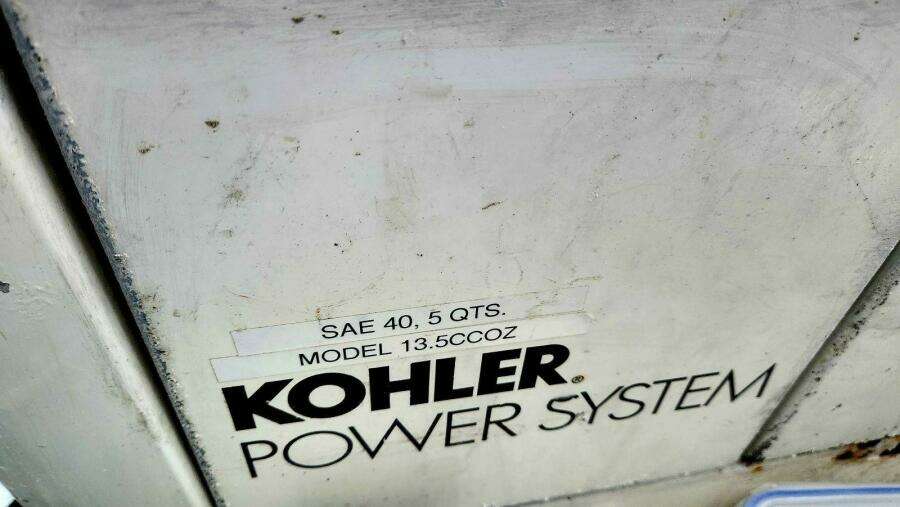 SAE 40, 5 QTS.
MODEL 13.5CCOZ
KOHLER®
POWER SYSTEM